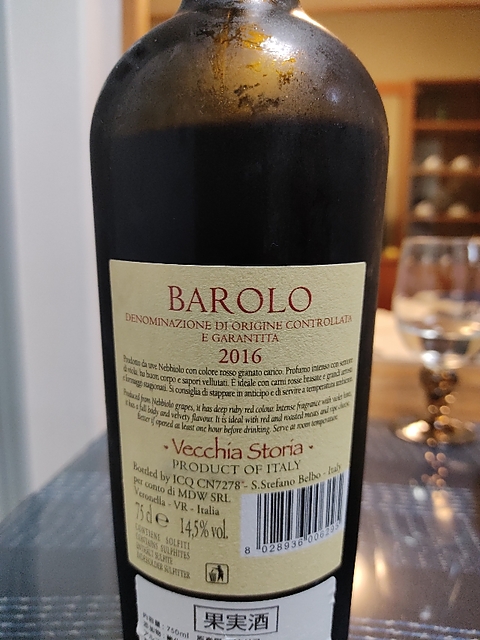 BAROLO
DENOMINAZIONE DI ORIGINE CONTROLLATA
E GARANTITA
2016
Prodotto da uve Nebbiolo con colore rosso granato carico. Profumo intenso con sentore
di viola, ha buon corpo e sapori vellutati. È ideale con carni rosse brasate e grandi arrosti
e formaggi stagionati. Si consiglia di stappare in anticipo e di servire a temperatura ambiente.
Produced from Nebbiolo grapes, it has deep ruby red colour. Intense fragrance with violet hints,
it has a full body and velvety flavour. It is ideal with red and roasted meats and ripe cheese,
better if opened at least one hour before drinking. Serve at room temperature.
- Vecchia Storia -
PRODUCT OF ITALY
Bottled by ICQ CN7278 - S.Stefano Belbo - Italy
per conto di MDW SRL
Veronella - VR - Italia
75 cl e 14,5% vol.
CONTIENE SOLFITI
CONTAINS SULPHITES
8 028936
果実酒
750ml